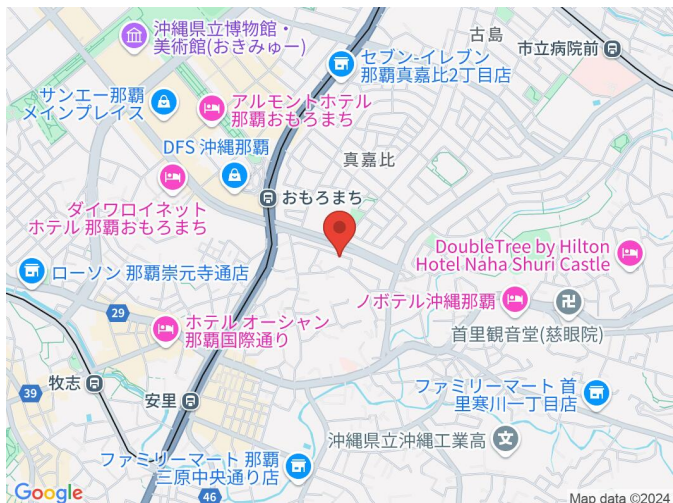 沖縄県立博物館・
美術館(おきみゅー)
古島
市立病院前
セブン-イレブン
那覇真嘉比2丁目店
サンエー那覇
メインプレイス
アルモントホテル
那覇おもろまち
DFS 沖縄那覇
真嘉比
おもろまち
ダイワロイネット
ホテル 那覇おもろまち
DoubleTree by Hilton
Hotel Naha Shuri Castle
ローソン 那覇崇元寺通店
ノボテル沖縄那覇
29
ホテル オーシャン
那覇国際通り
首里観音堂(慈眼院)
牧志
39
安里
ファミリーマート 首
里寒川一丁目店
沖縄県立沖縄工業高
ファミリーマート 那覇
三原中央通り店
46
Google
Map data ©2024